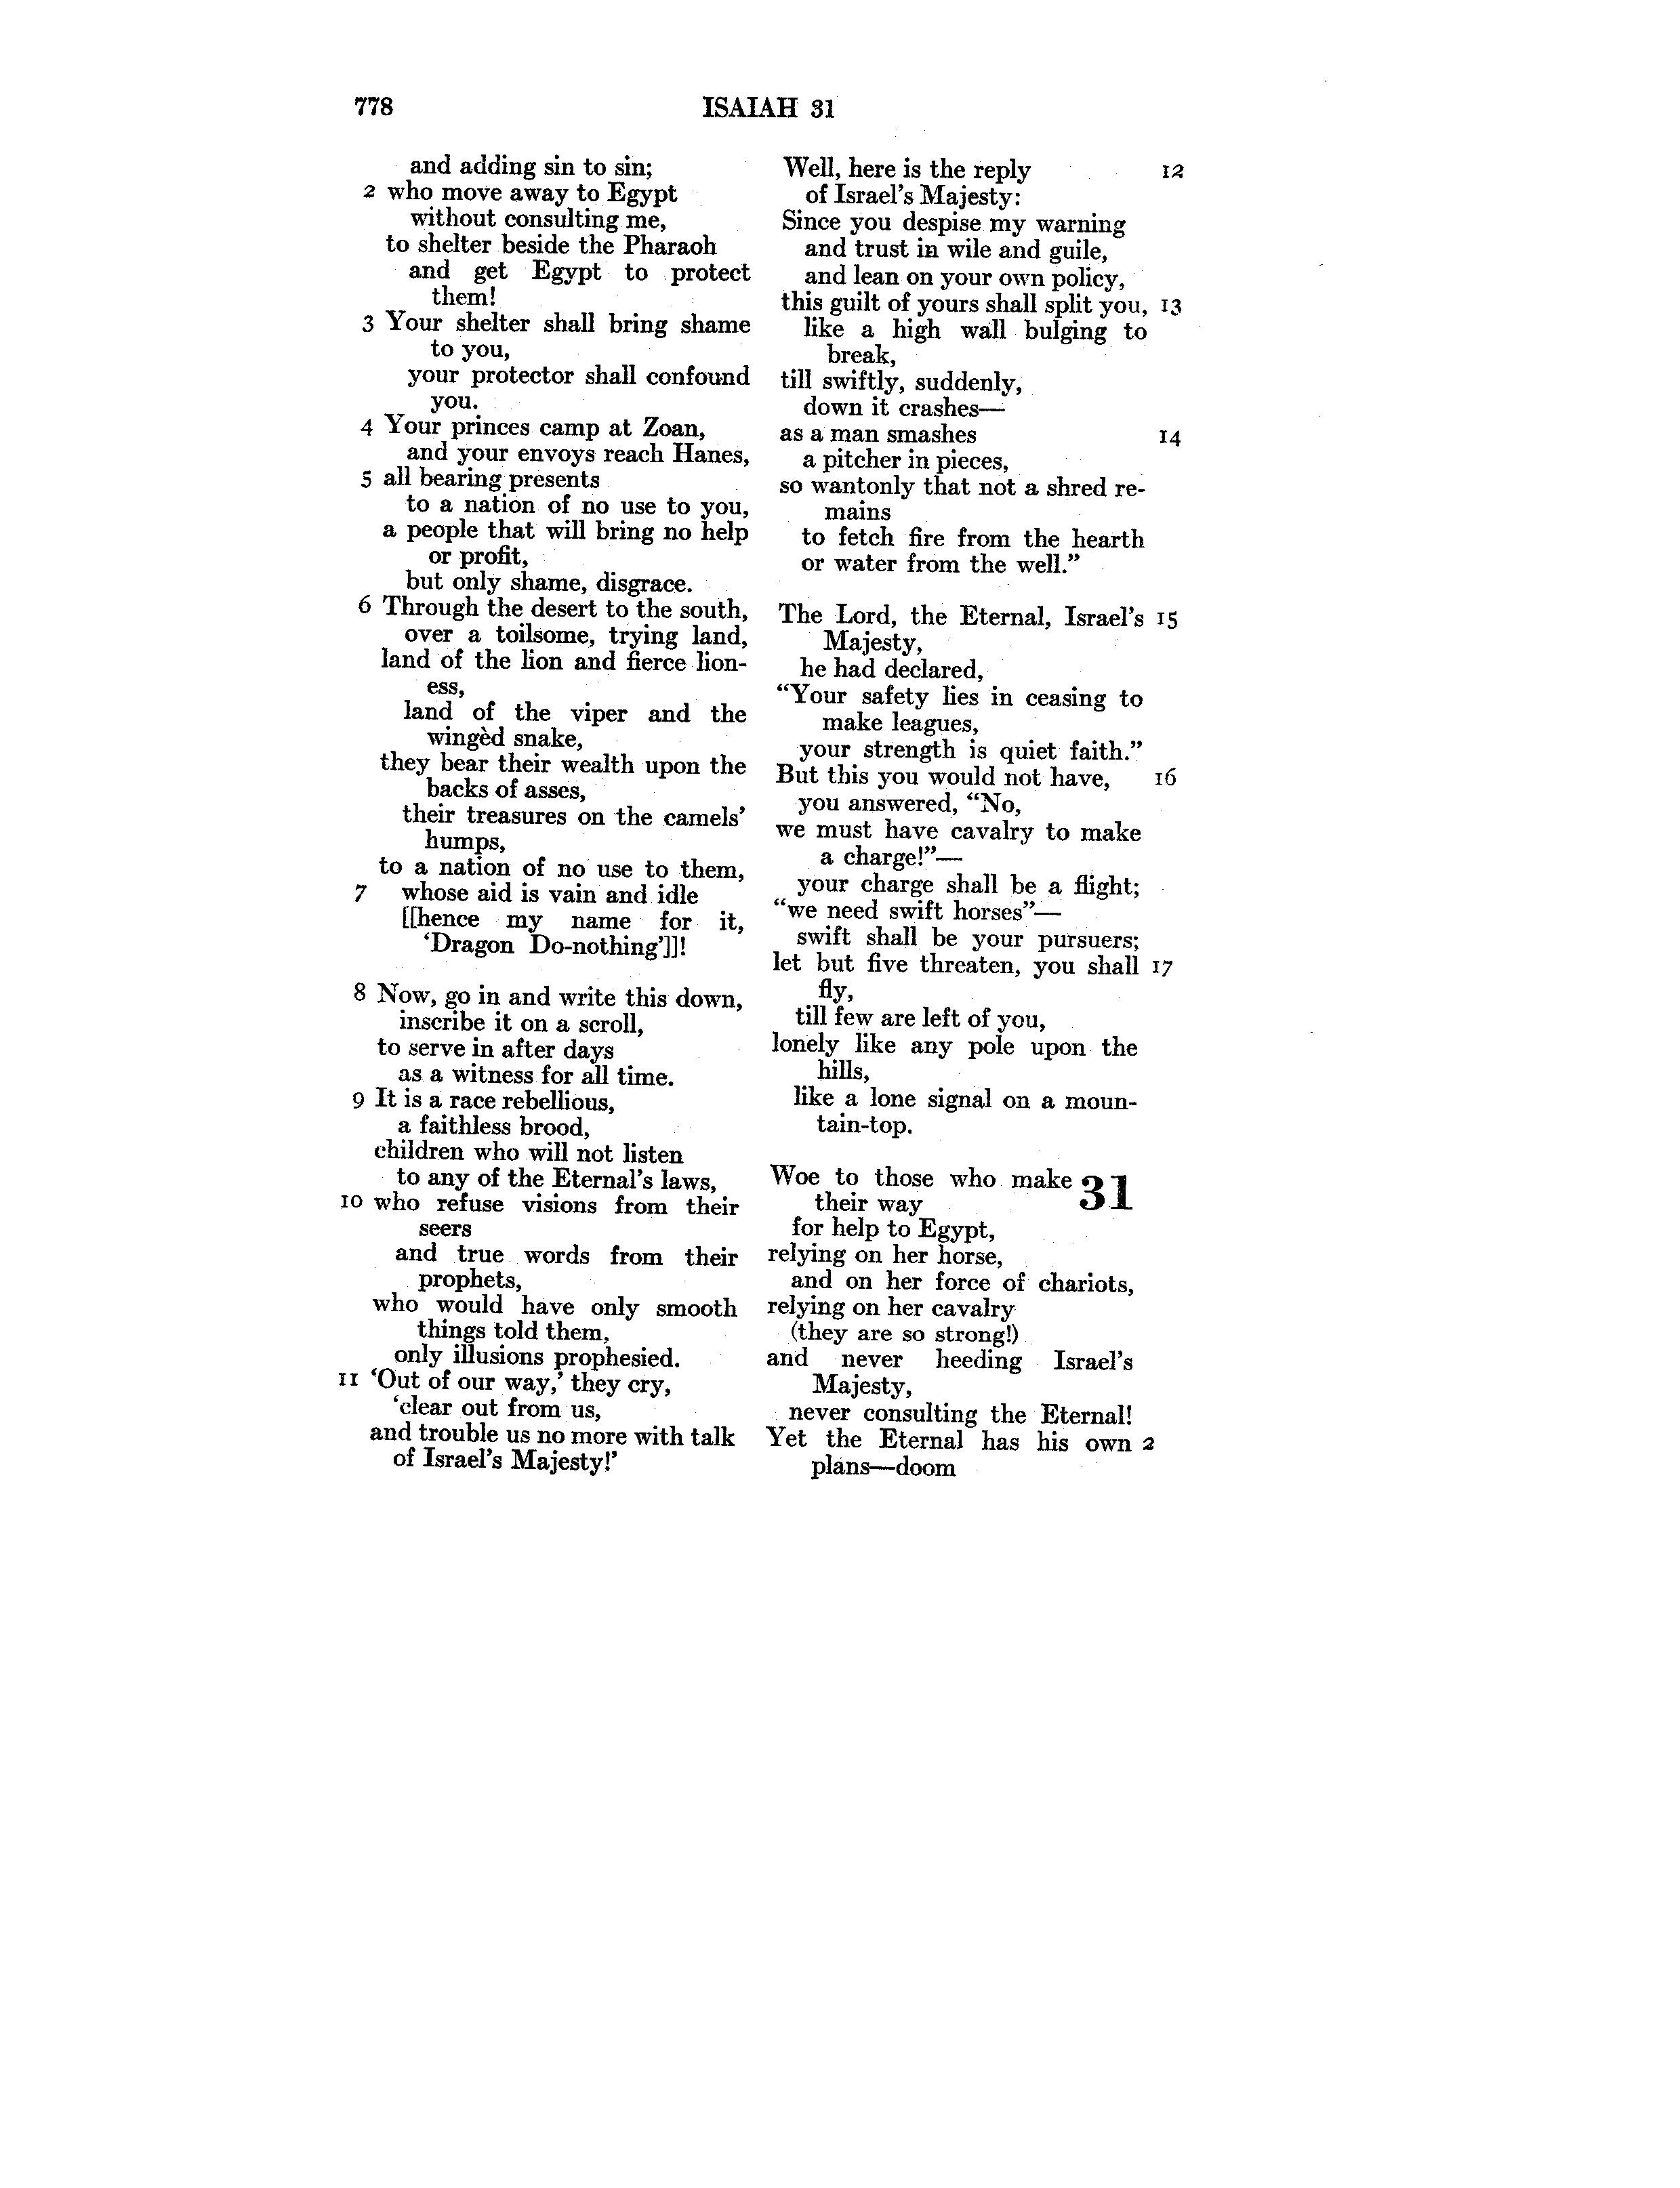 778
ISAIAH 31
and adding sin to sin;
2 who move away to Egypt
without consulting me,
to shelter beside the Pharaoh
and get Egypt to protect
them!
3 Your shelter shall bring shame
to you,
your protector shall confound
you.
4 Your princes camp at Zoan,
and your envoys reach Hanes,
5 all bearing presents
to a nation of no use to you,
a people that will bring no help
or profit,
but only shame, disgrace.
6 Through the desert to the south,
over a toilsome, trying land,
land of the lion and fierce lion-
ess,
land of the viper and the
wingèd snake,
they bear their wealth upon the
backs of asses,
their treasures on the camels'
humps,
to a nation of no use to them,
7 whose aid is vain and idle
[[hence my name for it,
‘Dragon Do-nothing’]]!
8 Now, go in and write this down,
inscribe it on a scroll,
to serve in after days
as a witness for all time.
9 It is a race rebellious,
a faithless brood,
children who will not listen
to any of the Eternal's laws,
10 who refuse visions from their
seers
and true words from their
prophets,
who would have only smooth
things told them,
only illusions prophesied.
11 ‘Out of our way,’ they cry,
‘clear out from us,
and trouble us no more with talk
of Israel's Majesty!’
Well, here is the reply 12
of Israel's Majesty:
Since you despise my warning
and trust in wile and guile,
and lean on your own policy,
this guilt of yours shall split you, 13
like a high wall bulging to
break,
till swiftly, suddenly,
down it crashes—
as a man smashes 14
a pitcher in pieces,
so wantonly that not a shred re-
mains
to fetch fire from the hearth
or water from the well.”
The Lord, the Eternal, Israel's 15
Majesty,
he had declared,
“Your safety lies in ceasing to
make leagues,
your strength is quiet faith.”
But this you would not have, 16
you answered, “No,
we must have cavalry to make
a charge!”—
your charge shall be a flight;
“we need swift horses”—
swift shall be your pursuers;
let but five threaten, you shall 17
fly,
till few are left of you,
lonely like any pole upon the
hills,
like a lone signal on a moun-
tain-top.
Woe to those who make 31
their way
for help to Egypt,
relying on her horse,
and on her force of chariots,
relying on her cavalry
(they are so strong!)
and never heeding Israel's
Majesty,
never consulting the Eternal!
Yet the Eternal has his own 2
plans—doom